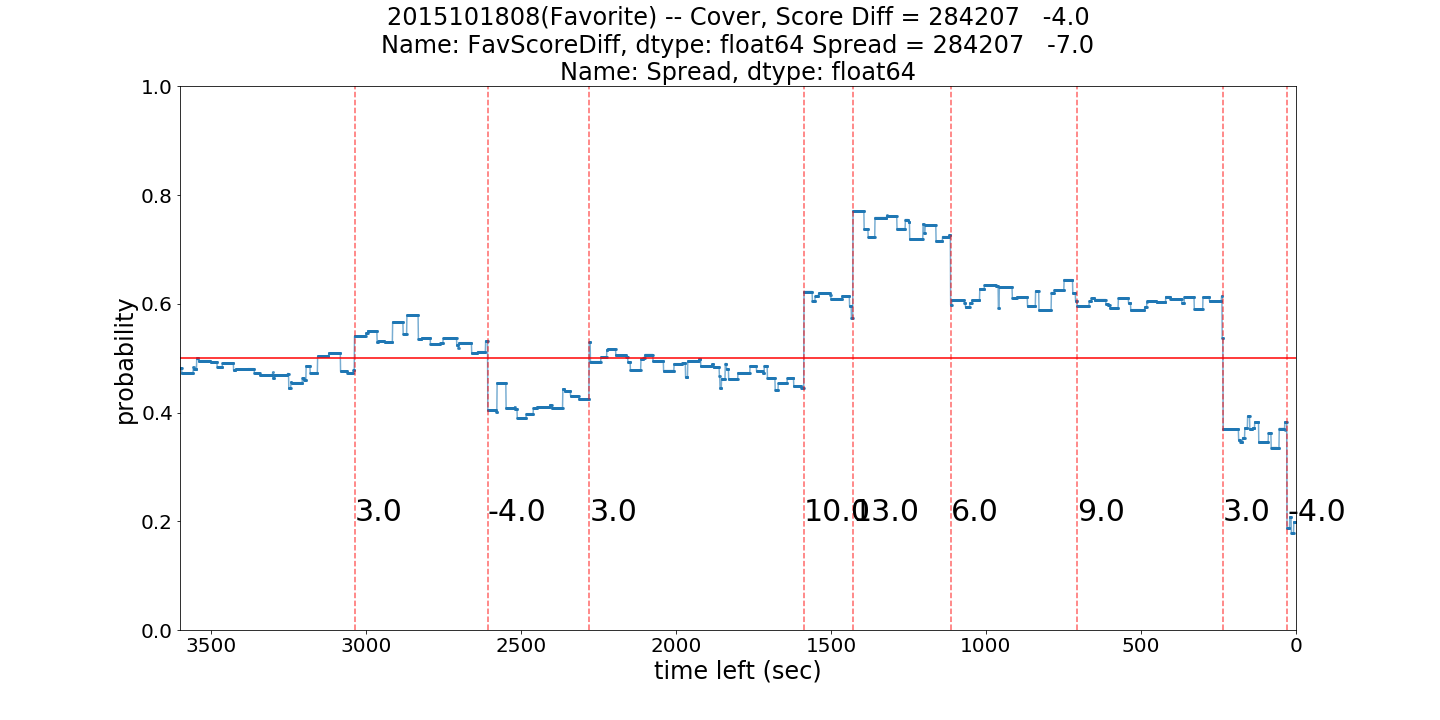 2015101808(Favorite) -- Cover, Score Diff = 284207   -4.0
Name: FavScoreDiff, dtype: float64 Spread = 284207   -7.0
Name: Spread, dtype: float64
1.0
0.8
0.6
0.4
0.2
0.0
probability
3.0
-4.0
3.0
10.0
13.0
6.0
9.0
3.0
-4.0
3500 3000 2500 2000 1500 1000 500 0
time left (sec)